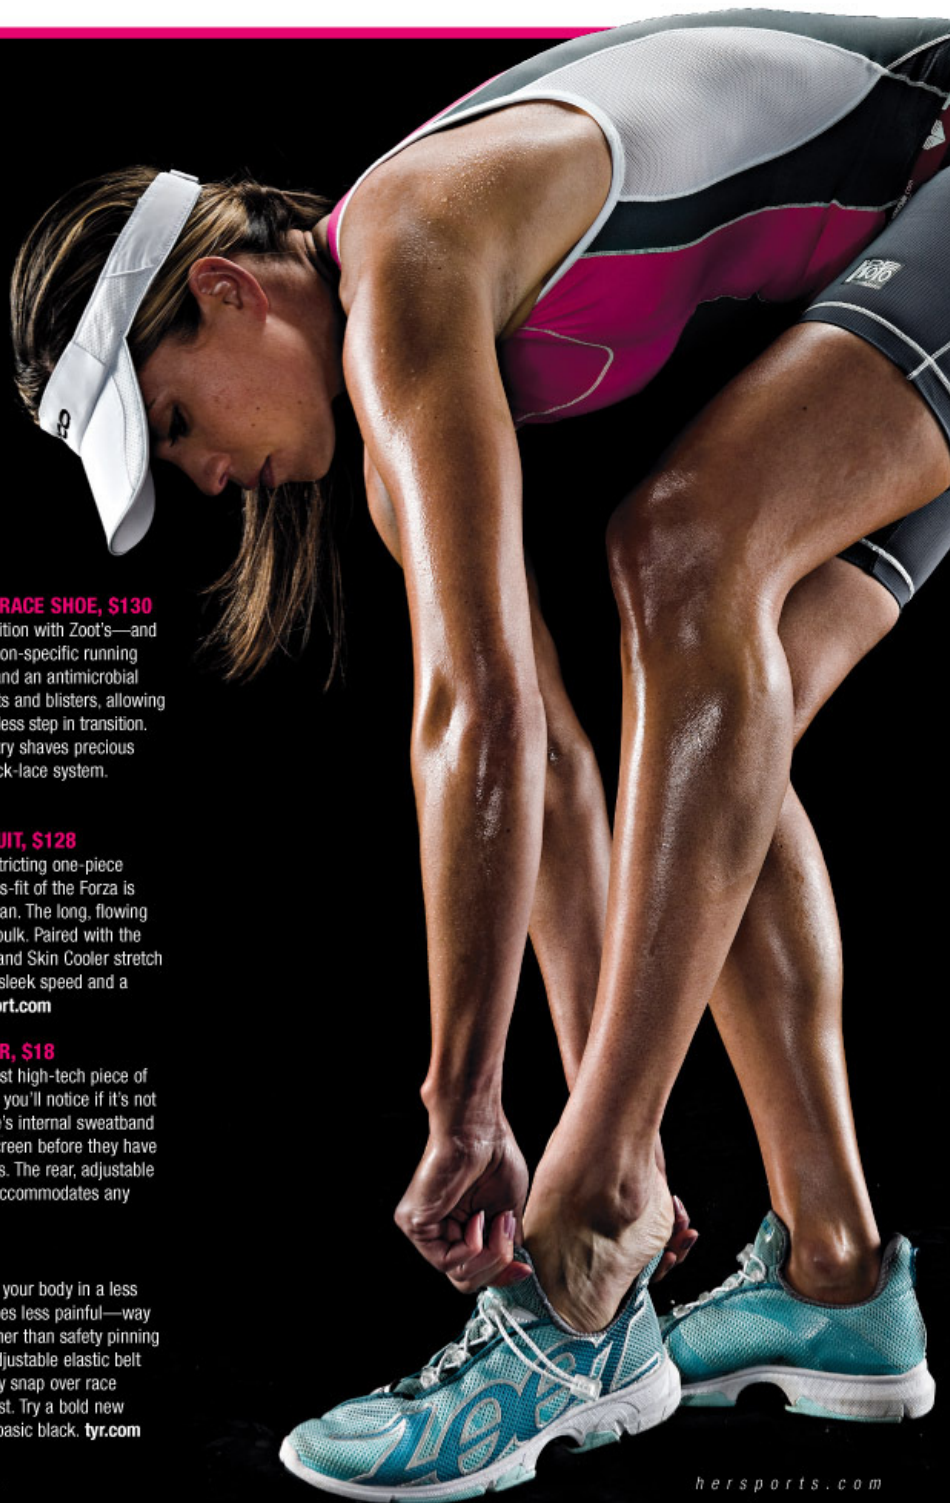 RACE SHOE, $130
ition with Zoot's—and
on-specific running
nd an antimicrobial
ts and blisters, allowing
less step in transition.
ry shaves precious
ck-lace system.
UIT, $128
tricting one-piece
s-fit of the Forza is
an. The long, flowing
oulk. Paired with the
and Skin Cooler stretch
sleek speed and a
ort.com
R, $18
st high-tech piece of
you'll notice if it's not
e's internal sweatband
creen before they have
s. The rear, adjustable
ccommodates any
your body in a less
es less painful—way
her than safety pinning
djustable elastic belt
y snap over race
st. Try a bold new
basic black. tyr.com
hersports.com